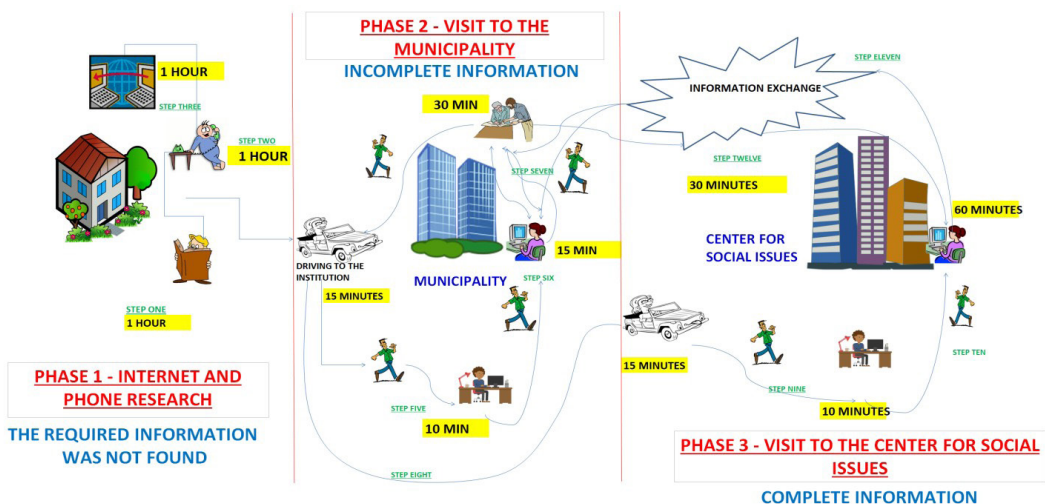 1 HOUR
STEP THREE
STEP TWO
1 HOUR
STEP ONE
1 HOUR
PHASE 1 - INTERNET AND
PHONE RESEARCH
THE REQUIRED INFORMATION
WAS NOT FOUND
PHASE 2 - VISIT TO THE
MUNICIPALITY
INCOMPLETE INFORMATION
30 MIN
STEP SEVEN
15 MIN
DRIVING TO THE
INSTITUTION
15 MINUTES
MUNICIPALITY
STEP SIX
STEP FIVE
10 MIN
STEP EIGHT
STEP ELEVEN
INFORMATION EXCHANGE
STEP TWELVE
30 MINUTES
60 MINUTES
CENTER FOR
SOCIAL ISSUES
15 MINUTES
STEP TEN
STEP NINE
10 MINUTES
PHASE 3 - VISIT TO THE CENTER FOR SOCIAL
ISSUES
COMPLETE INFORMATION